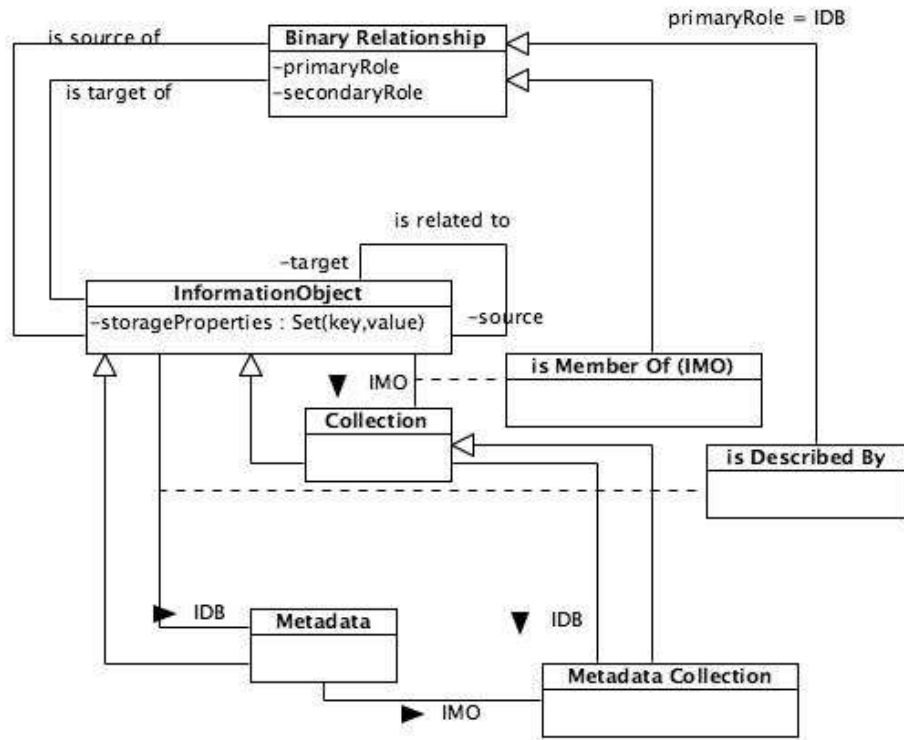 primaryRole = IDB
is source of
Binary Relationship
-primaryRole
is target of
-secondaryRole
is related to
-target
InformationObject
-storageProperties : Set(key,value)
-source
IMO
is Member Of (IMO)
Collection
is Described By
IDB
Metadata
IDB
Metadata Collection
IMO